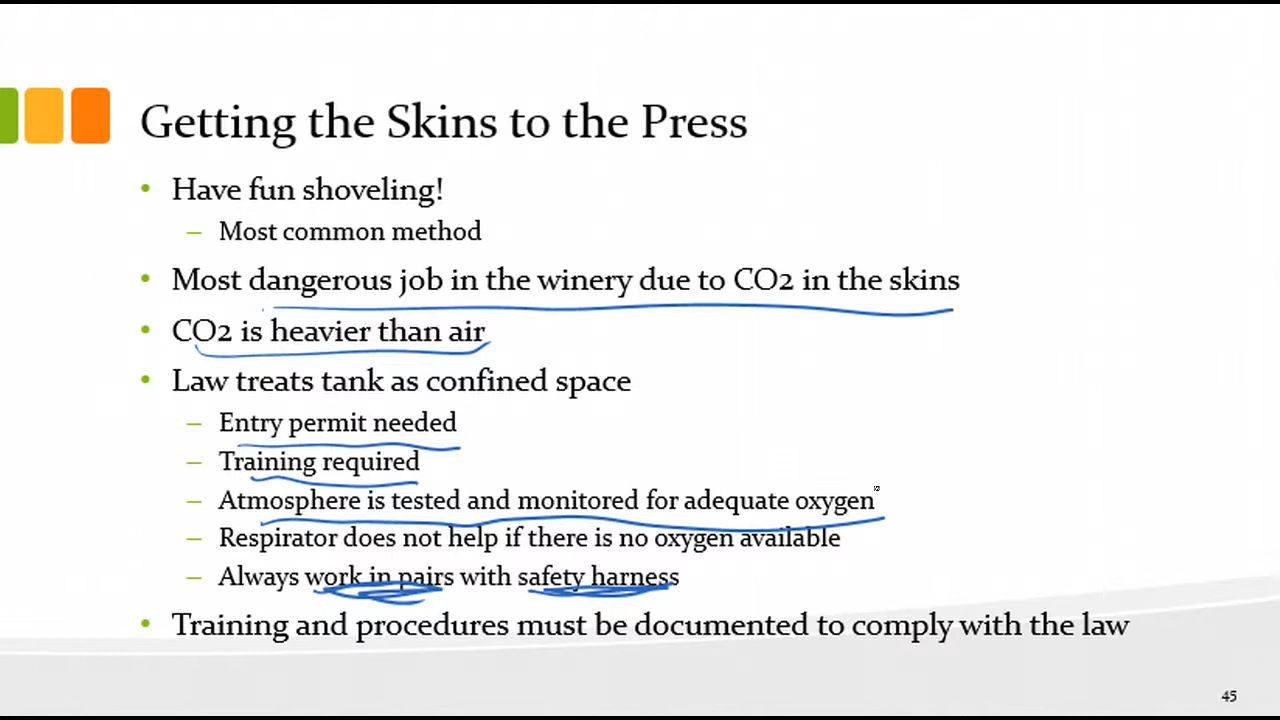 Getting the Skins to the Press
• Have fun shoveling!
– Most common method
• Most dangerous job in the winery due to CO2 in the skins
• CO2 is heavier than air
• Law treats tank as confined space
– Entry permit needed
– Training required
– Atmosphere is tested and monitored for adequate oxygen
– Respirator does not help if there is no oxygen available
– Always work in pairs with safety harness
• Training and procedures must be documented to comply with the law
45